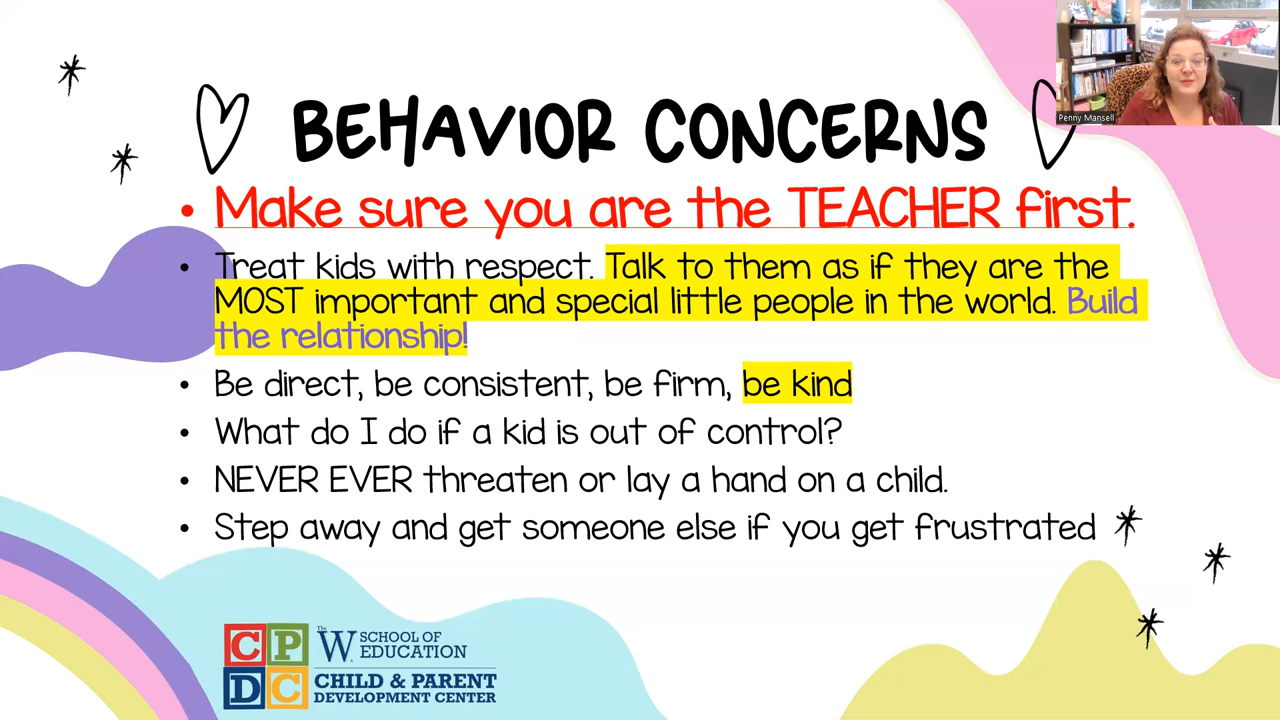 Penny Mansell
BEHAVIOR CONCERNS
• Make sure you are the TEACHER first.
• Treat kids with respect. Talk to them as if they are the
MOST important and special little people in the world. Build
the relationship!
• Be direct, be consistent, be firm, be kind
• What do I do if a kid is out of control?
• NEVER EVER threaten or lay a hand on a child.
• Step away and get someone else if you get frustrated
CP
DC
The W. SCHOOL OF
EDUCATION
CHILD & PARENT
DEVELOPMENT CENTER